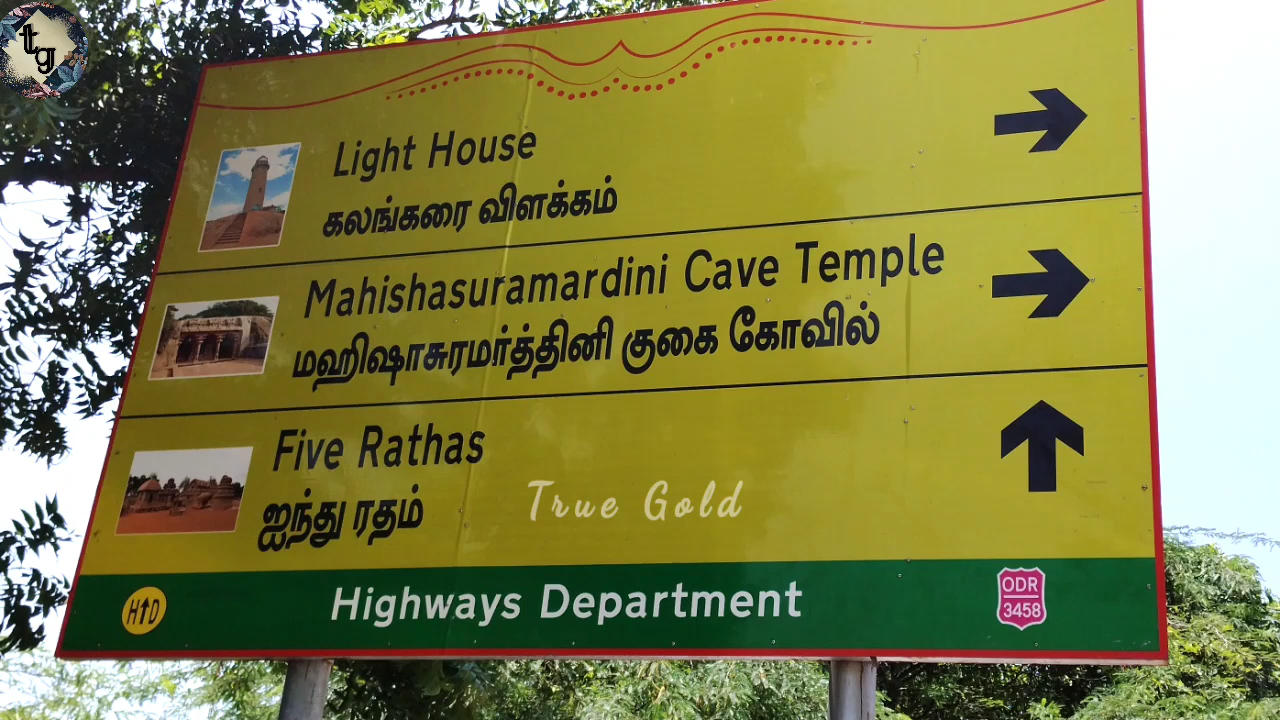 tg
Light House
கலங்கரை விளக்கம்
Mahishasuramardini Cave Temple
மஹிஷாசுரமர்த்தினி குகை கோவில்
Five Rathas
ஐந்து ரதம்
True Gold
H D
Highways Department
ODR
3458